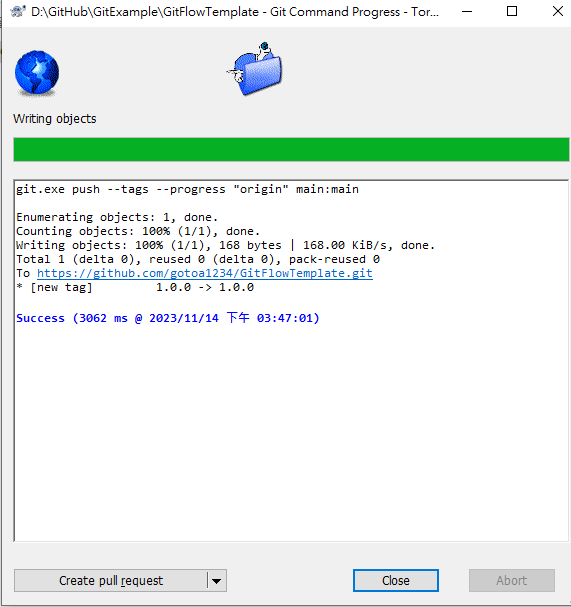 D:\GitHub\GitExample\GitFlowTemplate - Git Command Progress - Tor...
Writing objects
git.exe push --tags --progress "origin" main:main
Enumerating objects: 1, done.
Counting objects: 100% (1/1), done.
Writing objects: 100% (1/1), 168 bytes | 168.00 KiB/s, done.
Total 1 (delta 0), reused 0 (delta 0), pack-reused 0
To https://github.com/gotoa1234/GitFlowTemplate.git
* [new tag]         1.0.0 -> 1.0.0
Success (3062 ms @ 2023/11/14 下午 03:47:01)
Create pull request
Close
Abort